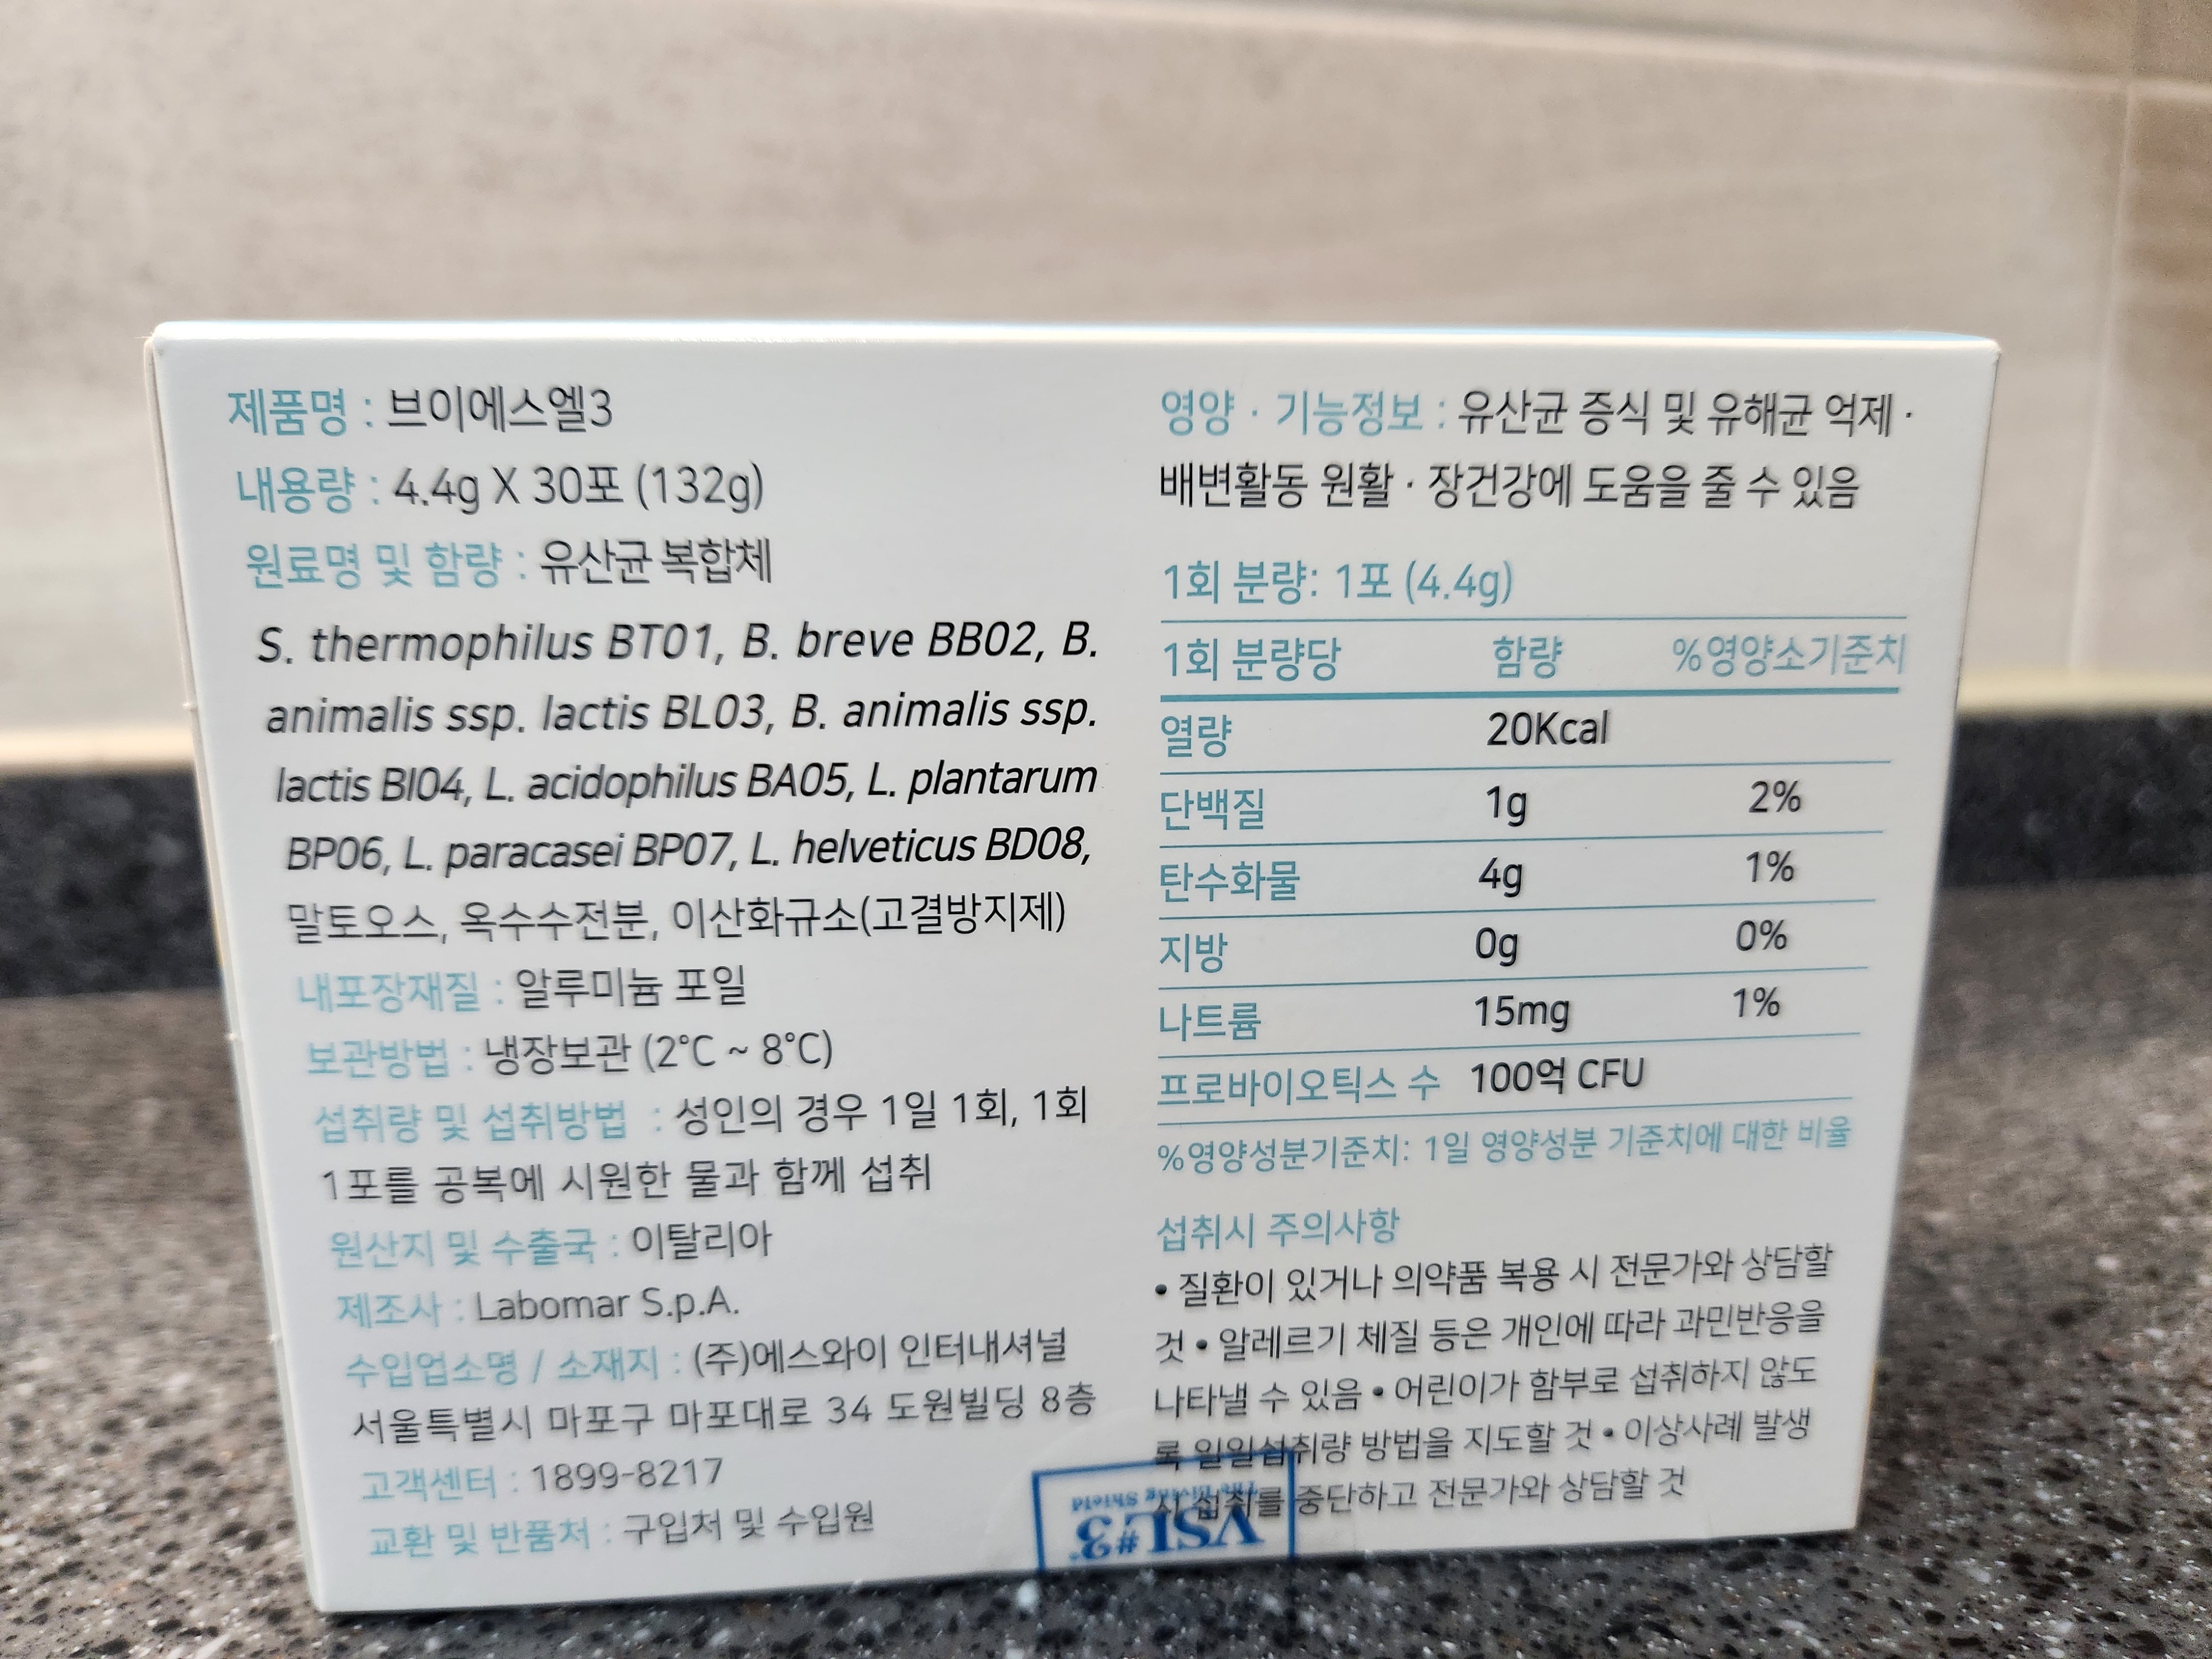 제품명 : 브이에스엘3
내용량 : 4.4g X 30포 (132g)
원료명 및 함량 : 유산균 복합체
S. thermophilus BT01, B. breve BB02, B.
animalis ssp. lactis BL03, B. animalis ssp.
lactis BI04, L. acidophilus BA05, L. plantarum
BP06, L. paracasei BP07, L. helveticus BD08,
말토오스, 옥수수전분, 이산화규소(고결방지제)
내포장재질 : 알루미늄 포일
보관방법 : 냉장보관 (2°C ~ 8°C)
섭취량 및 섭취방법 : 성인의 경우 1일 1회, 1회
1포를 공복에 시원한 물과 함께 섭취
원산지 및 수출국 : 이탈리아
제조사 : Labomar S.p.A.
수입업소명 / 소재지 : (주)에스와이 인터내셔널
서울특별시 마포구 마포대로 34 도원빌딩 8층
고객센터 : 1899-8217
교환 및 반품처 : 구입처 및 수입원
영양 · 기능정보 : 유산균 증식 및 유해균 억제 ·
배변활동 원활 · 장건강에 도움을 줄 수 있음
1회 분량: 1포 (4.4g)
1회 분량당 함량 %영양소기준치
열량 20Kcal
단백질 1g 2%
탄수화물 4g 1%
지방 0g 0%
나트륨 15mg 1%
프로바이오틱스 수 100억 CFU
%영양성분기준치: 1일 영양성분 기준치에 대한 비율
섭취시 주의사항
• 질환이 있거나 의약품 복용 시 전문가와 상담할
것 • 알레르기 체질 등은 개인에 따라 과민반응을
나타낼 수 있음 • 어린이가 함부로 섭취하지 않도
록 일일섭취량 방법을 지도할 것 • 이상사례 발생
시 섭취를 중단하고 전문가와 상담할 것
VSL#3
The Living Shield